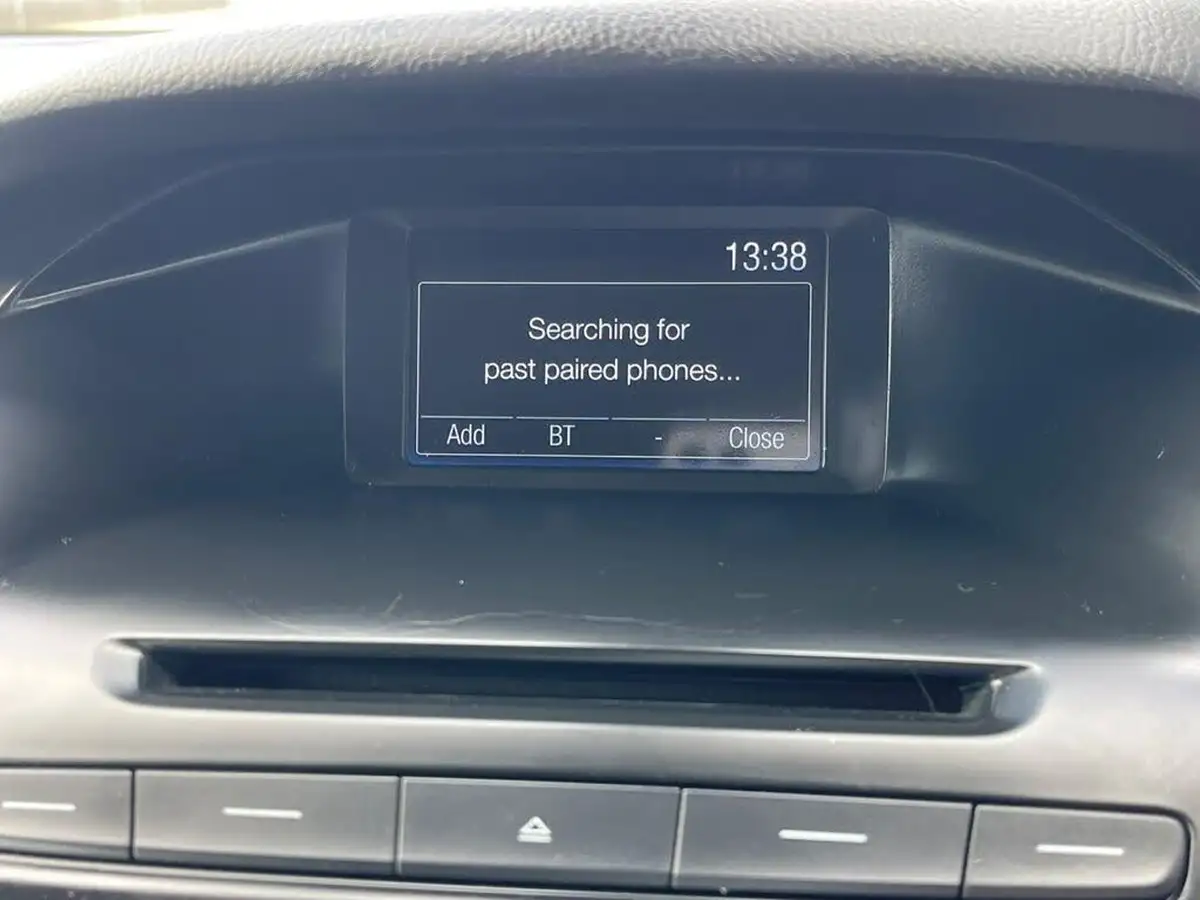 13:38
Searching for
past paired phones...
Add BT - Close